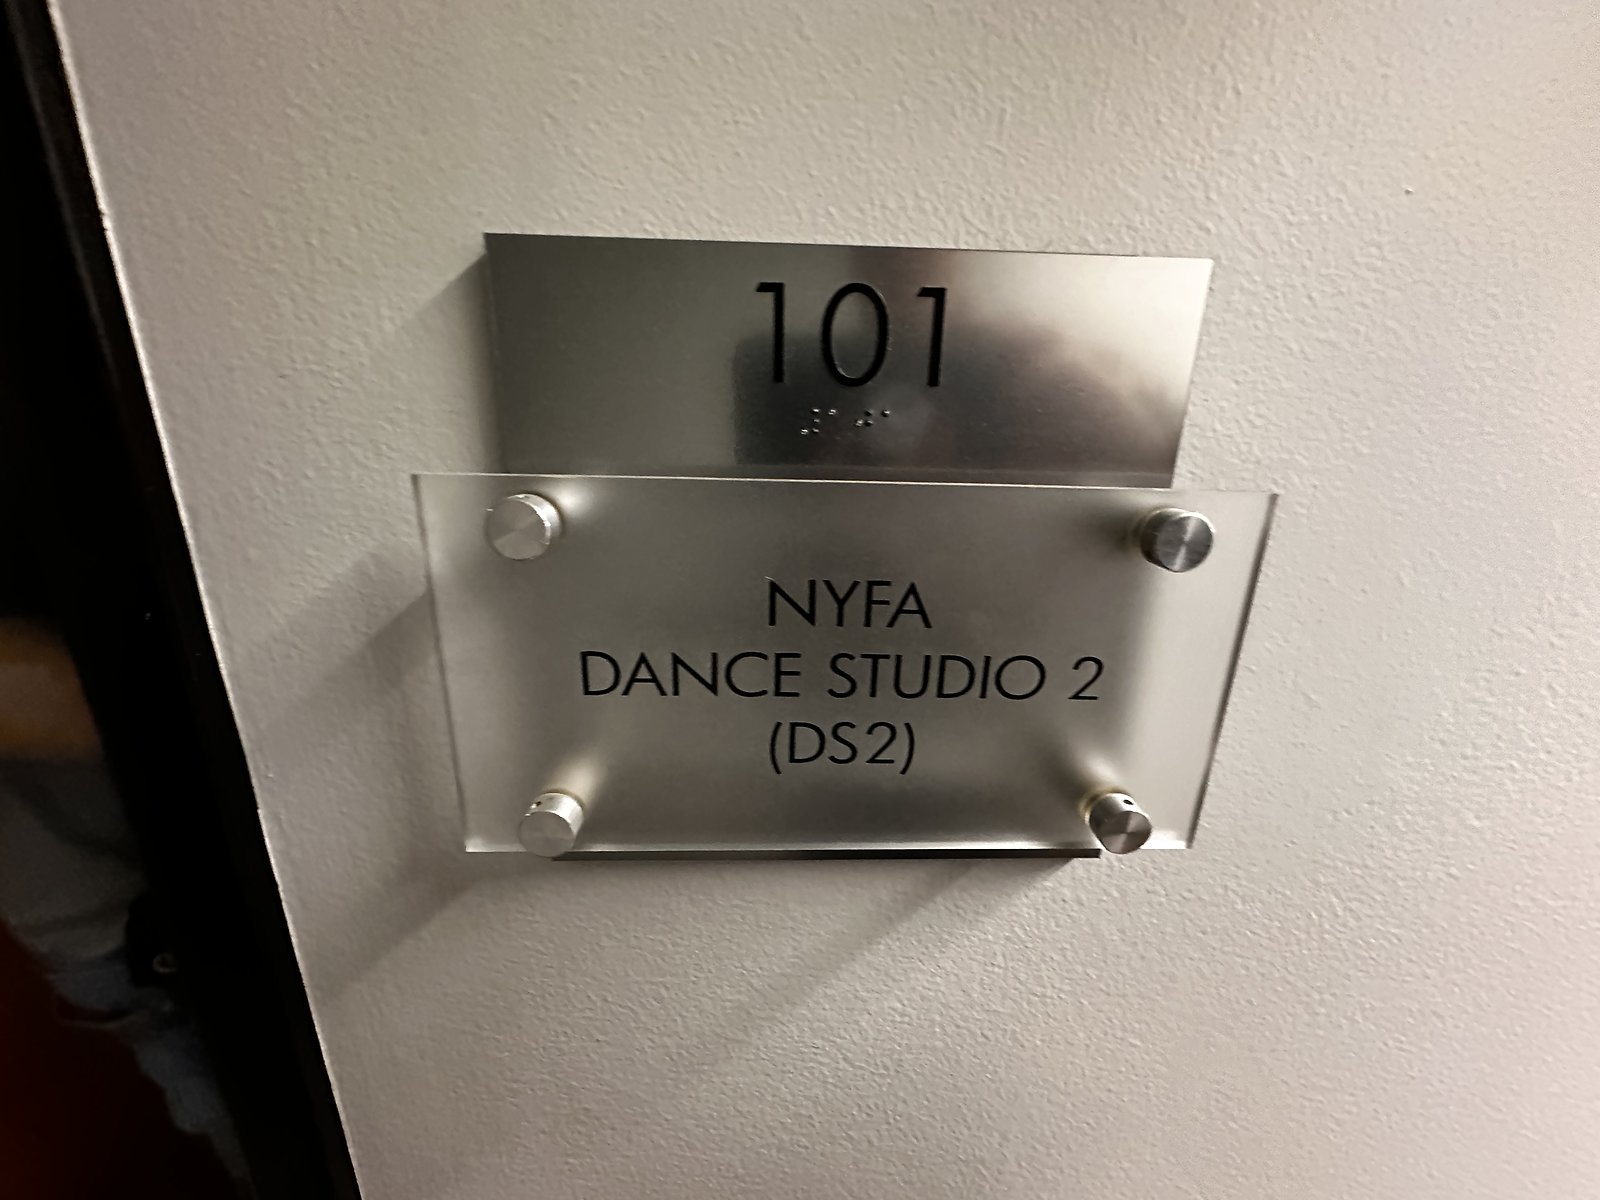 101
NYFA
DANCE STUDIO 2
(DS2)